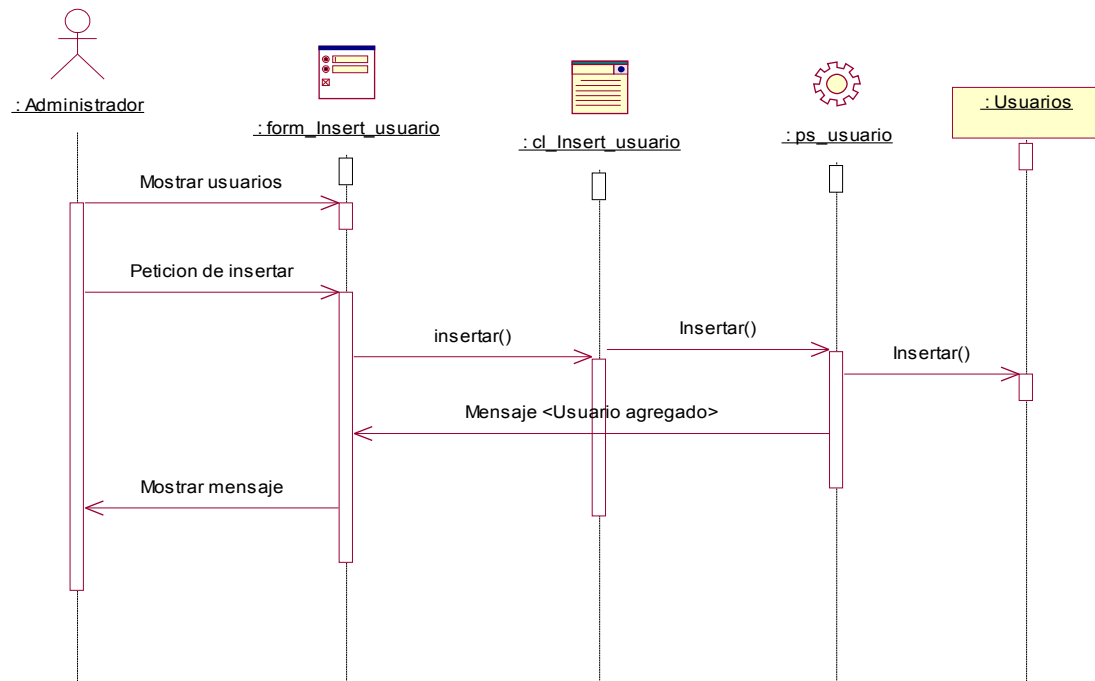 : Administrador
: form_Insert_usuario
: cl_Insert_usuario
: ps_usuario
: Usuarios
Mostrar usuarios
Peticion de insertar
insertar()
Insertar()
Insertar()
Mensaje <Usuario agregado>
Mostrar mensaje